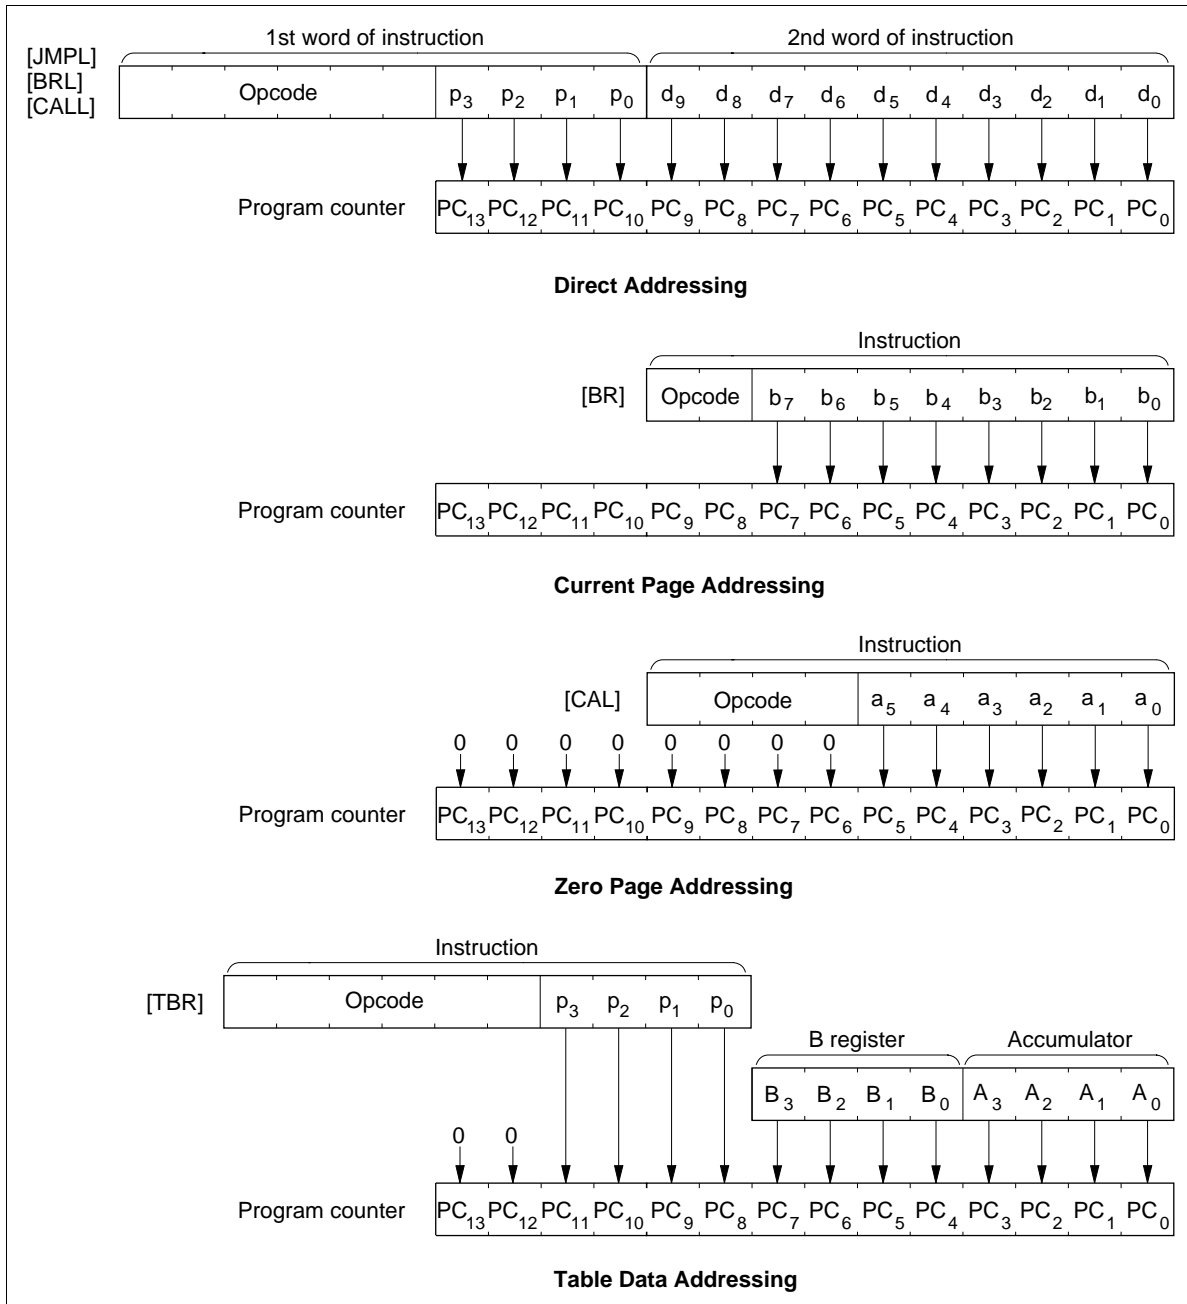 1st word of instruction 2nd word of instruction
[JMPL]
[BRL]
[CALL]
Opcode p3 p2 p1 p0 d9 d8 d7 d6 d5 d4 d3 d2 d1 d0
Program counter PC13 PC12 PC11 PC10 PC9 PC8 PC7 PC6 PC5 PC4 PC3 PC2 PC1 PC0
Direct Addressing
Instruction
[BR] Opcode b7 b6 b5 b4 b3 b2 b1 b0
Program counter PC13 PC12 PC11 PC10 PC9 PC8 PC7 PC6 PC5 PC4 PC3 PC2 PC1 PC0
Current Page Addressing
Instruction
[CAL] Opcode a5 a4 a3 a2 a1 a0
0 0 0 0 0 0 0 0
Program counter PC13 PC12 PC11 PC10 PC9 PC8 PC7 PC6 PC5 PC4 PC3 PC2 PC1 PC0
Zero Page Addressing
Instruction
[TBR] Opcode p3 p2 p1 p0
B register Accumulator
B3 B2 B1 B0 A3 A2 A1 A0
0 0
Program counter PC13 PC12 PC11 PC10 PC9 PC8 PC7 PC6 PC5 PC4 PC3 PC2 PC1 PC0
Table Data Addressing